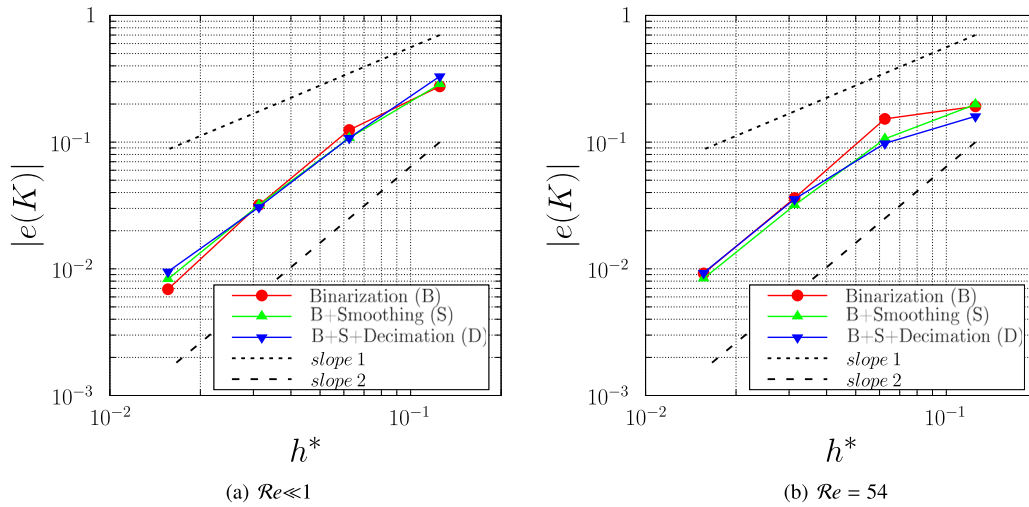 1
10⁻¹
10⁻²
10⁻³
|e(K)|
Binarization (B)
B+Smoothing (S)
B+S+Decimation (D)
slope 1
slope 2
10⁻²
10⁻¹
h*
(a) Re≪1
1
10⁻¹
10⁻²
10⁻³
|e(K)|
Binarization (B)
B+Smoothing (S)
B+S+Decimation (D)
slope 1
slope 2
10⁻²
10⁻¹
h*
(b) Re = 54